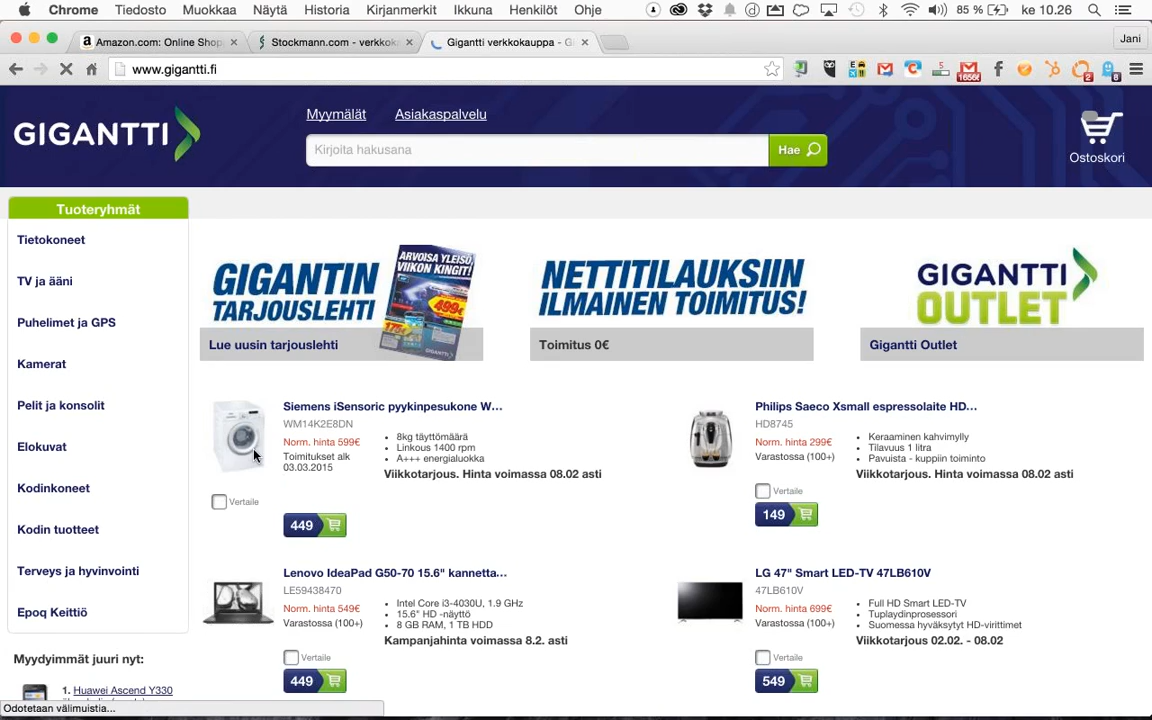 Chrome Tiedosto Muokkaa Näytä Historia Kirjanmerkit Ikkuna Henkilöt Ohje 85 % ke 10.26
Amazon.com: Online Shop Stockmann.com - verkkok Gigantti verkkokauppa - G Jani
www.gigantti.fi
GIGANTTI
Myymälät Asiakaspalvelu
Kirjoita hakusana Hae
Ostoskori
Tuoteryhmät
Tietokoneet
TV ja ääni
Puhelimet ja GPS
Kamerat
Pelit ja konsolit
Elokuvat
Kodinkoneet
Kodin tuotteet
Terveys ja hyvinvointi
Epoq Keittiö
Myydyimmät juuri nyt:
1. Huawei Ascend Y330
GIGANTIN
TARJOUSLEHTI
ARVOISA YLEISÖ,
VIIKON KINGIT!
499€
Lue uusin tarjouslehti
NETTITILAUKSIIN
ILMAINEN TOIMITUS!
Toimitus 0€
GIGANTTI
OUTLET
Gigantti Outlet
Siemens iSensoric pyykinpesukone W...
WM14K2E8DN
Norm. hinta 599€
Toimitukset alk
03.03.2015
8kg täyttömäärä
Linkous 1400 rpm
A+++ energialuokka
Viikkotarjous. Hinta voimassa 08.02 asti
Vertaile
449
Philips Saeco Xsmall espressolaite HD...
HD8745
Norm. hinta 299€
Varastossa (100+)
Keraaminen kahvimylly
Tilavuus 1 litra
Pavuista - kuppiin toiminto
Viikkotarjous. Hinta voimassa 08.02 asti
Vertaile
149
Lenovo IdeaPad G50-70 15.6" kannetta...
LE59438470
Norm. hinta 549€
Varastossa (100+)
Intel Core i3-4030U, 1.9 GHz
15.6" HD -näyttö
8 GB RAM, 1 TB HDD
Kampanjahinta voimassa 8.2. asti
Vertaile
449
LG 47" Smart LED-TV 47LB610V
47LB610V
Norm. hinta 699€
Varastossa (100+)
Full HD Smart LED-TV
Tuplaydinprosessori
Suomessa hyväksytyt HD-virittimet
Viikkotarjous 02.02. - 08.02
Vertaile
549
Odotetaan välimuistia...